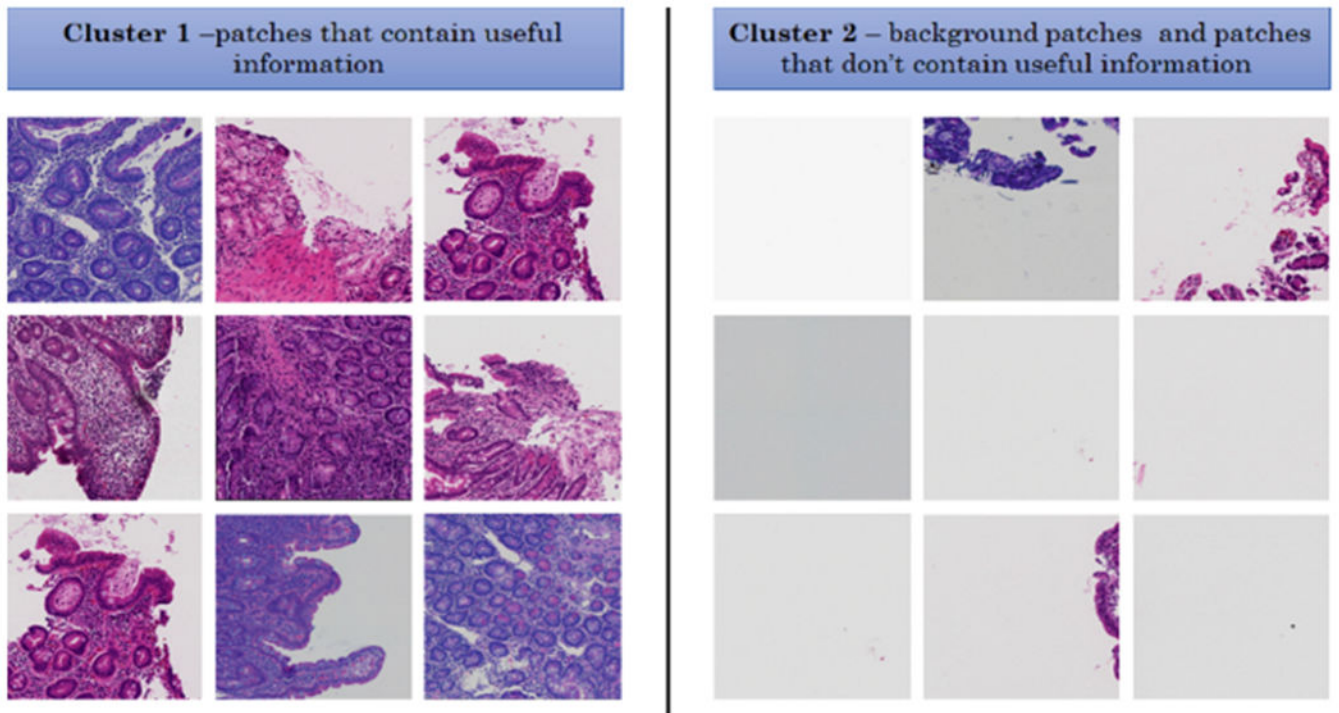 Cluster 1 –patches that contain useful
information
Cluster 2 – background patches and patches
that don't contain useful information